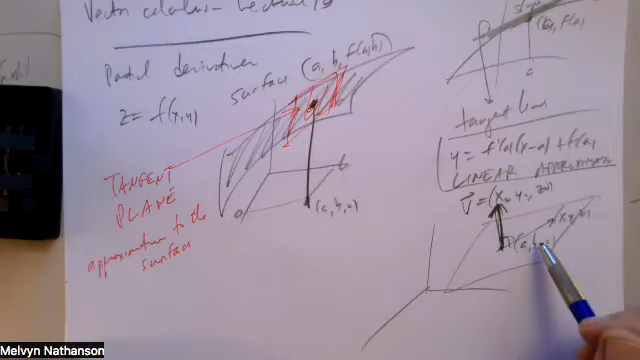 Vector calculus - Lecture
Partial derivatives
z = f(x,y)
surface (a, b, f(a,b))
TANGENT
PLANE
approximation to the
surface
a
b
(a, b, 0)
a
tangent line
y = f'(a)(x-a) + f(a)
LINEAR APPROXIMATION
Melvyn Nathanson